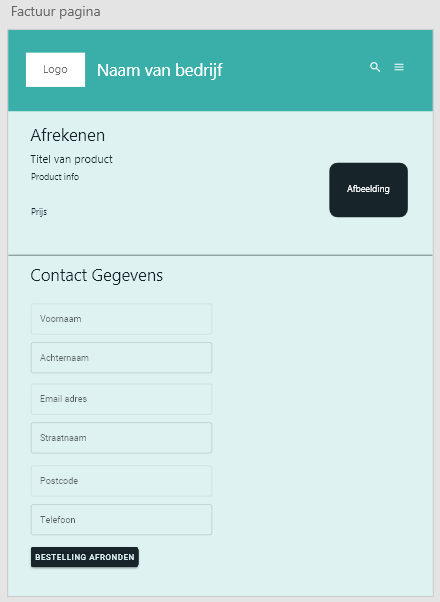 Factuur pagina
Logo
Naam van bedrijf
Afrekenen
Titel van product
Product info
Afbeelding
Prijs
Contact Gegevens
Voornaam
Achternaam
Email adres
Straatnaam
Postcode
Telefoon
BESTELLING AFRONDEN